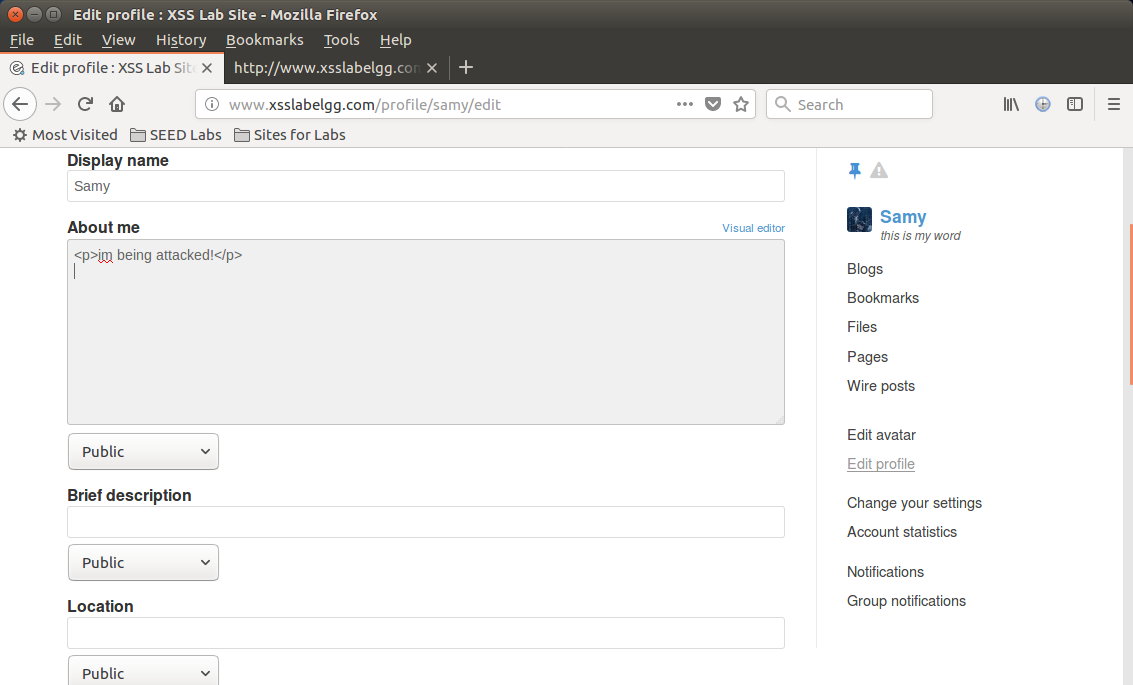 Edit profile : XSS Lab Site - Mozilla Firefox
File Edit View History Bookmarks Tools Help
Edit profile : XSS Lab Sit
http://www.xsslabelgg.con
www.xsslabelgg.com/profile/samy/edit
Search
Most Visited SEED Labs Sites for Labs
Display name
Samy
About me
Visual editor
<p>im being attacked!</p>
Public
Brief description
Public
Location
Public
Samy
this is my word
Blogs
Bookmarks
Files
Pages
Wire posts
Edit avatar
Edit profile
Change your settings
Account statistics
Notifications
Group notifications